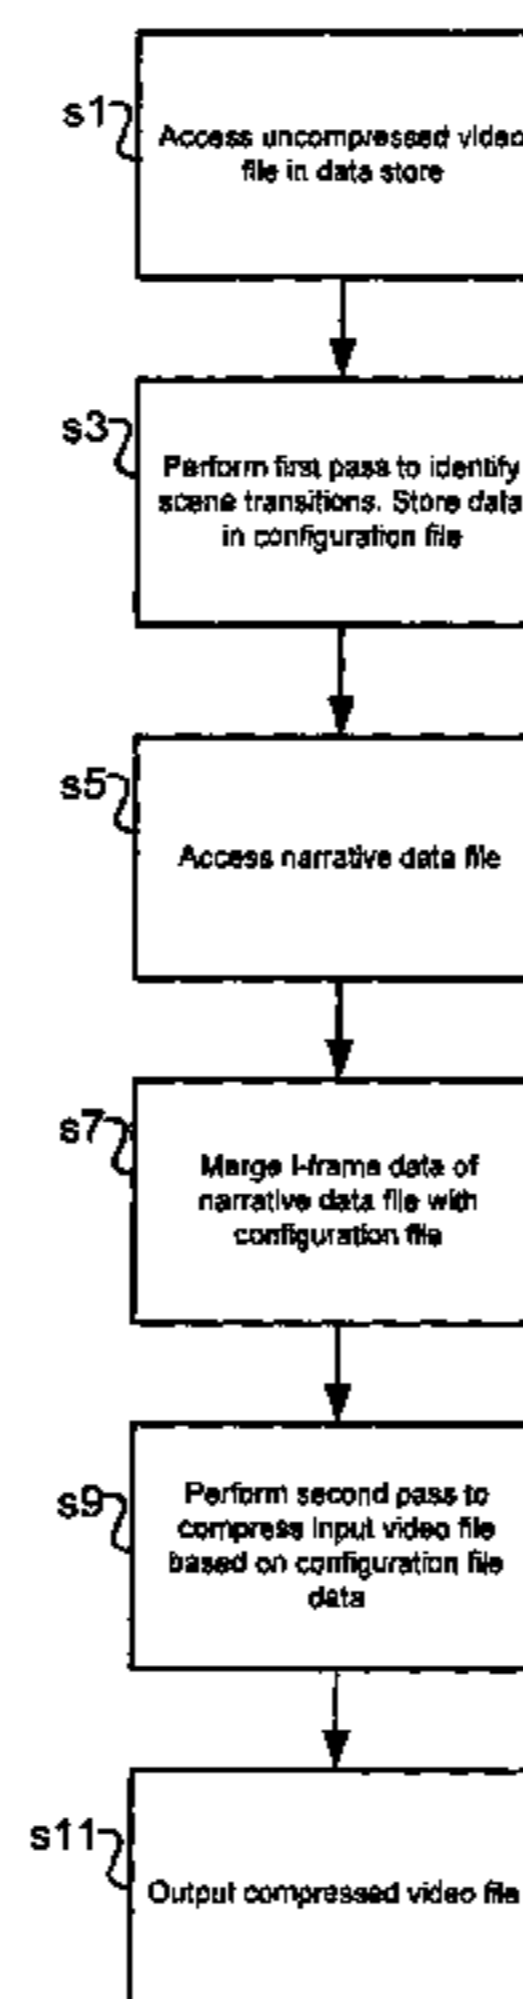 s1
Access uncompressed video
file in data store
s3
Perform first pass to identify
scene transitions. Store data
in configuration file
s5
Access narrative data file
s7
Merge I-frame data of
narrative data file with
configuration file
s9
Perform second pass to
compress input video file
based on configuration file
data
s11
Output compressed video file